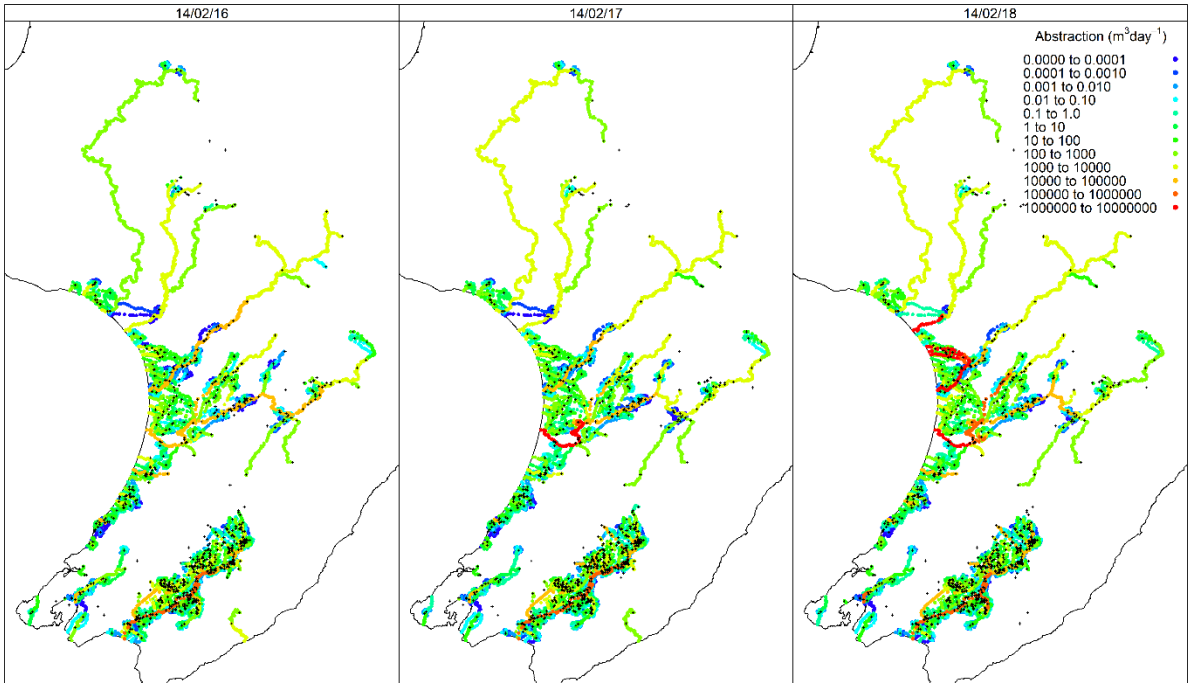 14/02/16
14/02/17
14/02/18
Abstraction (m³day⁻¹)
0.0000 to 0.0001
0.0001 to 0.0010
0.001 to 0.010
0.01 to 0.10
0.1 to 1.0
1 to 10
10 to 100
100 to 1000
1000 to 10000
10000 to 100000
100000 to 1000000
1000000 to 10000000